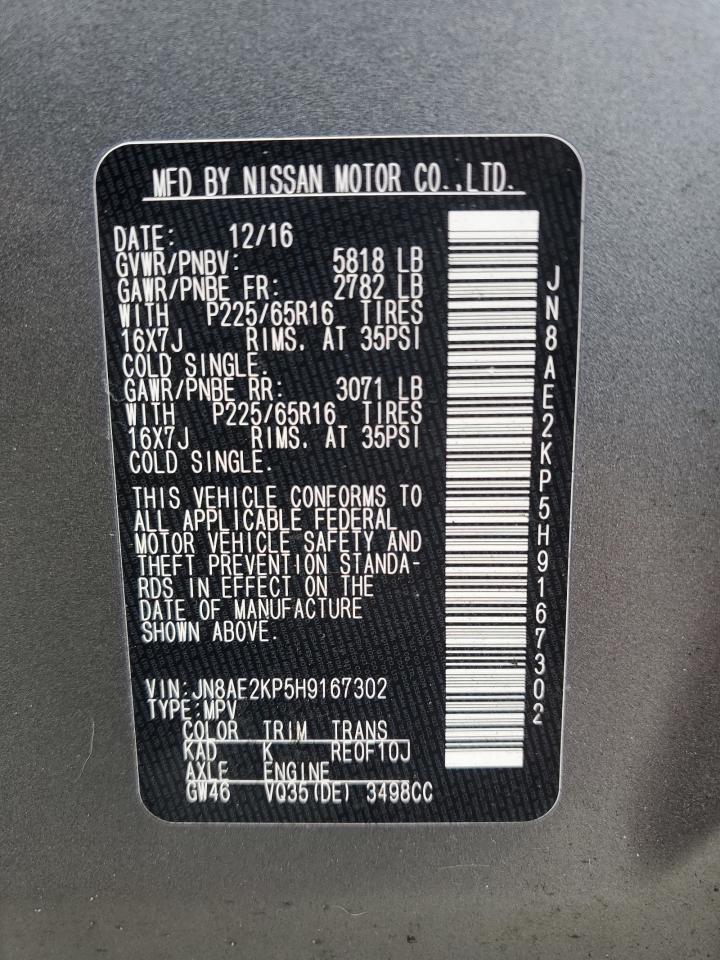 MFD BY NISSAN MOTOR CO.,LTD.
DATE: 12/16
GVWR/PNBV: 5818 LB
GAWR/PNBE FR: 2782 LB
WITH P225/65R16 TIRES
16X7J RIMS, AT 35PSI
COLD SINGLE.
GAWR/PNBE RR: 3071 LB
WITH P225/65R16 TIRES
16X7J RIMS. AT 35PSI
COLD SINGLE.
THIS VEHICLE CONFORMS TO
ALL APPLICABLE FEDERAL
MOTOR VEHICLE SAFETY AND
THEFT PREVENTION STANDA-
RDS IN EFFECT ON THE
DATE OF MANUFACTURE
SHOWN ABOVE.
VIN:JN8AE2KP5H9167302
TYPE:MPV
COLOR TRIM TRANS
KAD K RE0F10J
AXLE ENGINE
GW46 VQ35(DE) 3498CC
JN8AE2KP5H9167302